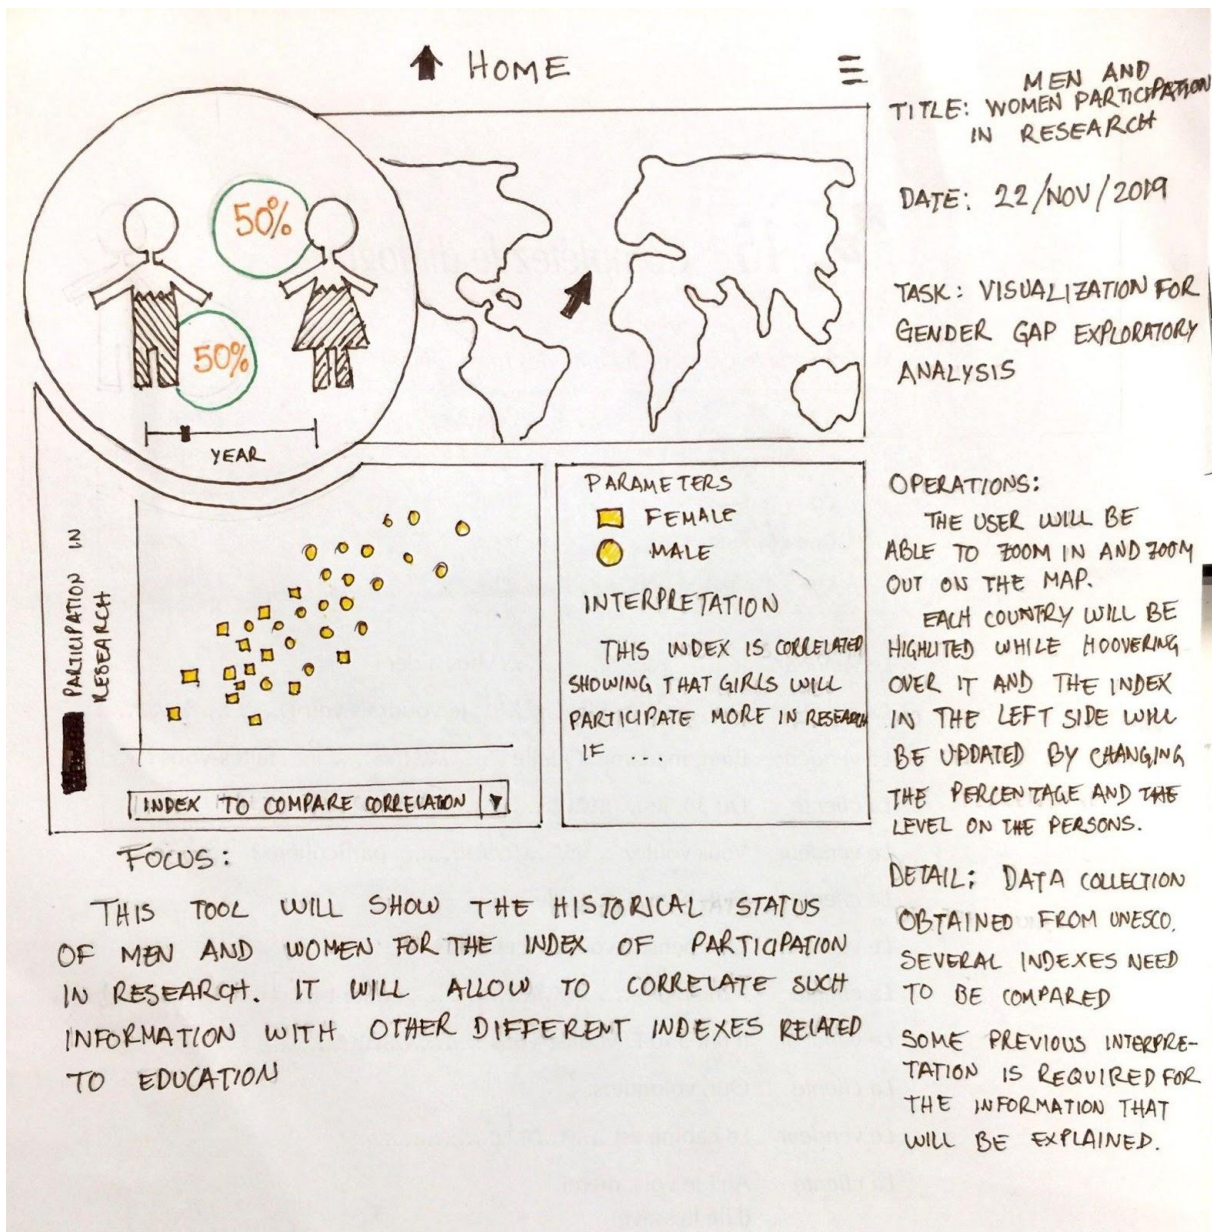 HOME
50%
50%
YEAR
PARTICIPATION IN
RESEARCH
INDEX TO COMPARE CORRELATON
PARAMETERS
FEMALE
MALE
INTERPRETATION
THIS INDEX IS CORRELATED
SHOWING THAT GIRLS WILL
PARTICIPATE MORE IN RESEARCH
IF
FOCUS:
THIS TOOL WILL SHOW THE HISTORICAL STATUS
OF MEN AND WOMEN FOR THE INDEX OF PARTICIPATION
IN RESEARCH. IT WILL ALLOW TO CORRELATE SUCH
INFORMATION WITH OTHER DIFFERENT INDEXES RELATED
TO EDUCATION
MEN AND
TITLE: WOMEN PARTICIPATION
IN RESEARCH
DATE: 22/NOV/2019
TASK: VISUALIZATION FOR
GENDER GAP EXPLORATORY
ANALYSIS
OPERATIONS:
THE USER WILL BE
ABLE TO ZOOM IN AND ZOOM
OUT ON THE MAP.
EACH COUNTRY WILL BE
HIGHLITED WHILE HOOVERING
OVER IT AND THE INDEX
IN THE LEFT SIDE WILL
BE UPDATED BY CHANGING
THE PERCENTAGE AND THE
LEVEL ON THE PERSONS.
DETAIL: DATA COLLECTION
OBTAINED FROM UNESCO.
SEVERAL INDEXES NEED
TO BE COMPARED
SOME PREVIOUS INTERPRE-
TATION IS REQUIRED FOR
THE INFORMATION THAT
WILL BE EXPLAINED.